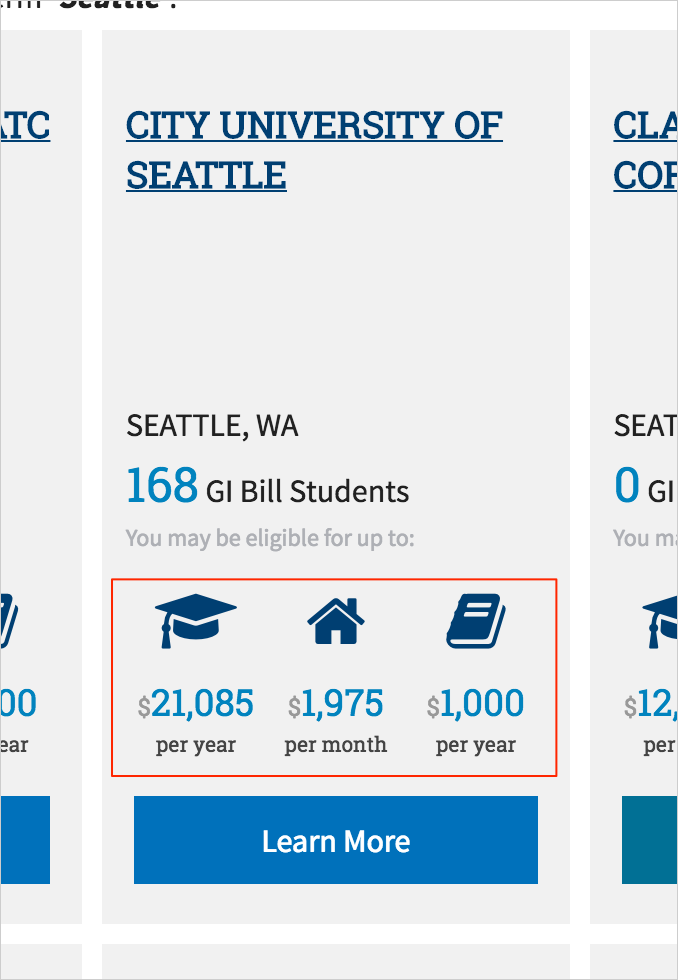 "Seattle".
ATC
CITY UNIVERSITY OF
SEATTLE
SEATTLE, WA
168 GI Bill Students
You may be eligible for up to:
$21,085
per year
$1,975
per month
$1,000
per year
Learn More
00
ear
CLA
SEAT
0 GI
You ma
$12,
per